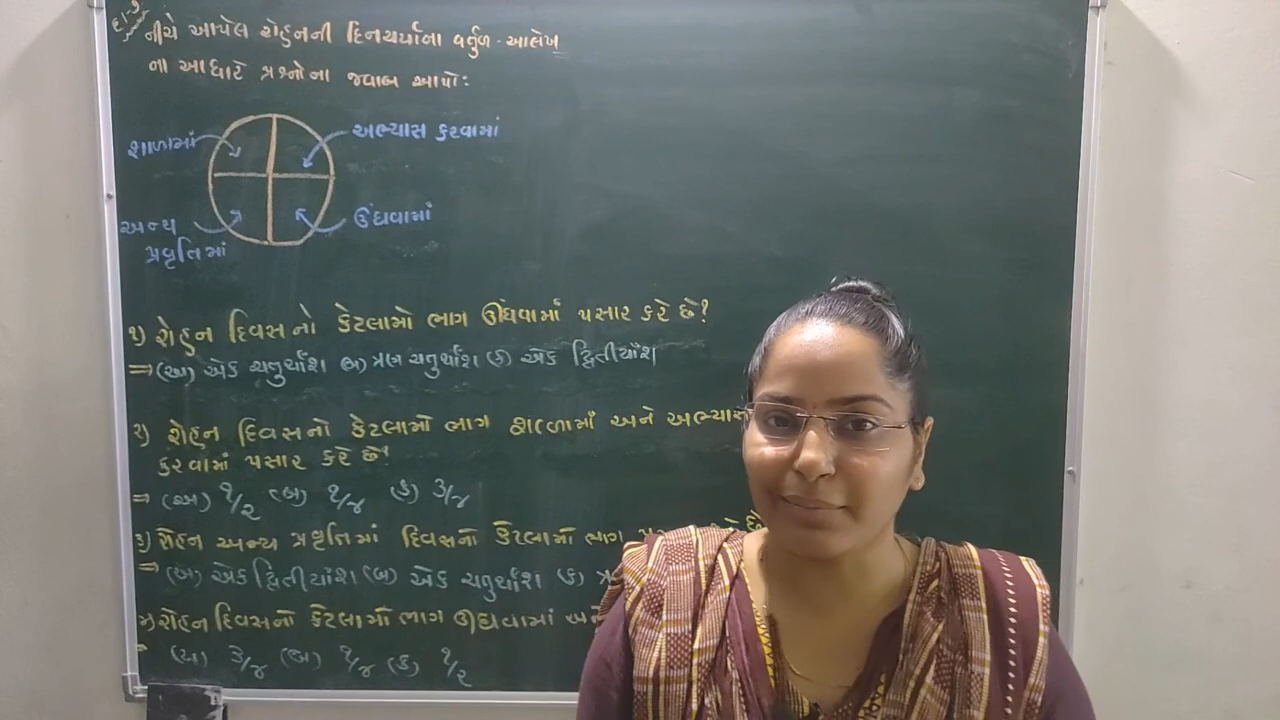 દા-૧
નીચે આપેલ રોહનની દિનચર્યાના વર્તુળ-આલેખ
ના આધારે પ્રશ્નોના જવાબ આપો:
શાળામાં
અભ્યાસ કરવામાં
અન્ય
પ્રવૃતિમાં
ઉંઘવામાં
૧) રોહન દિવસનો કેટલામો ભાગ ઊંઘવામાં પસાર કરે છે?
⇒ (અ) એક ચતુર્થાંશ (બ) ત્રણ ચતુર્થાંશ (ક) એક દ્વિતીયાઁશ
૨) રોહન દિવસનો કેટલામો ભાગ શાળામાઁ અને અભ્યાસ
કરવામાં પસાર કરે છે?
⇒ (અ) ૧/૨ (બ) ૧/૪ (ક) ૩/૪
૩) રોહન અન્ય પ્રવૃત્તિમાં દિવસનો કેટલામો ભાગ
⇒ (અ) એક દ્વિતીયાઁશ (બ) એક ચતુર્થાંશ (ક)
૪) રોહન દિવસનો કેટલામો ભાગ ઊંઘવામાં અને
(અ) ૩/૪ (બ) ૧/૪ (ક) ૧/૨